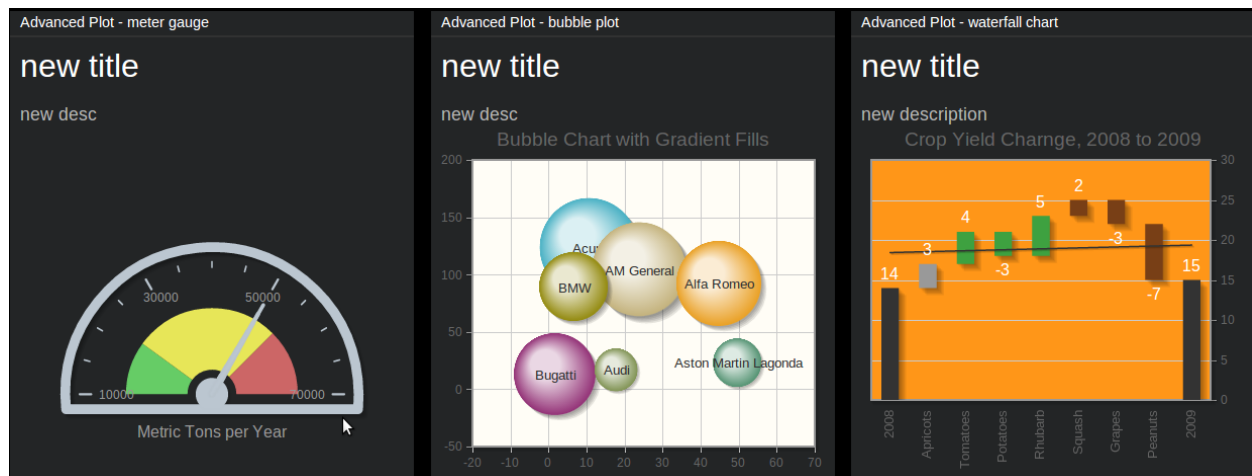 Advanced Plot - meter gauge
new title
new desc
30000
50000
10000
70000
Metric Tons per Year
Advanced Plot - bubble plot
new title
new desc
Bubble Chart with Gradient Fills
200
150
100
50
0
-50
-20 -10 0 10 20 30 40 50 60 70
AM General
BMW
Alfa Romeo
Bugatti
Audi
Aston Martin Lagonda
Advanced Plot - waterfall chart
new title
new description
Crop Yield Charnge, 2008 to 2009
30
25
20
15
10
5
0
14
3
4
-3
5
2
-3
-7
15
2008
Apricots
Tomatoes
Potatoes
Rhubarb
Squash
Grapes
Peanuts
2009